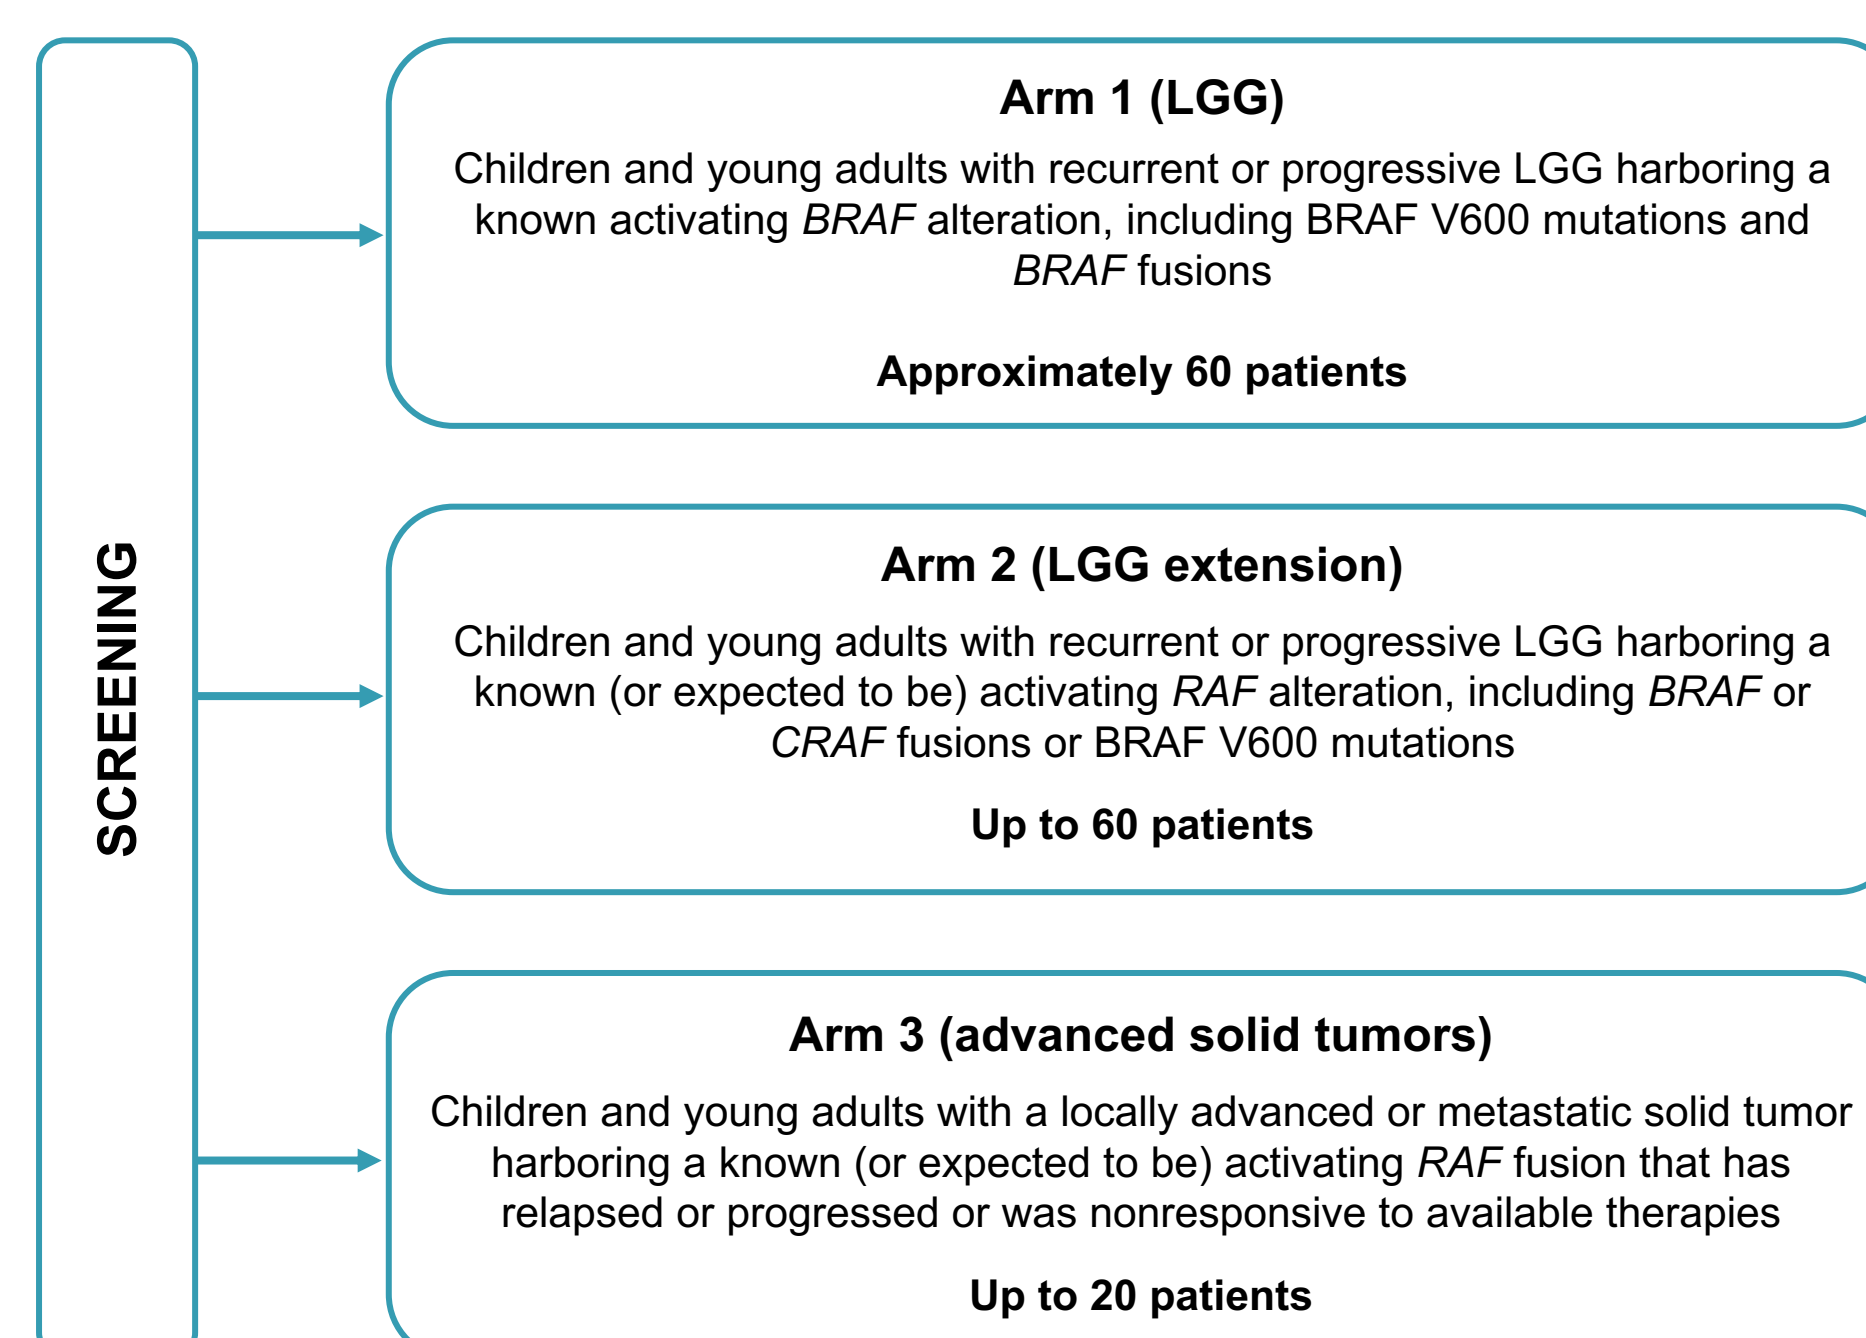 SCREENING
Arm 1 (LGG)
Children and young adults with recurrent or progressive LGG harboring a
known activating BRAF alteration, including BRAF V600 mutations and
BRAF fusions
Approximately 60 patients
Arm 2 (LGG extension)
Children and young adults with recurrent or progressive LGG harboring a
known (or expected to be) activating RAF alteration, including BRAF or
CRAF fusions or BRAF V600 mutations
Up to 60 patients
Arm 3 (advanced solid tumors)
Children and young adults with a locally advanced or metastatic solid tumor
harboring a known (or expected to be) activating RAF fusion that has
relapsed or progressed or was nonresponsive to available therapies
Up to 20 patients